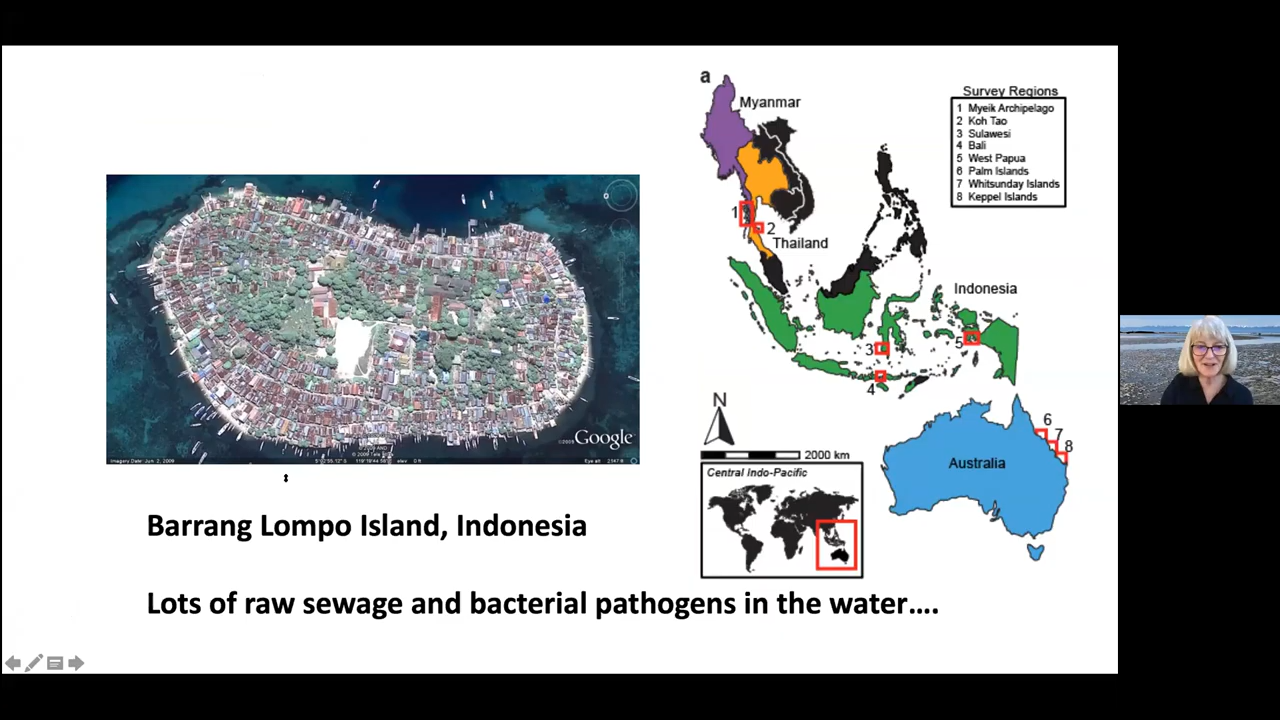 a
Myanmar
Survey Regions
1 Myeik Archipelago
2 Koh Tao
3 Sulawesi
4 Bali
5 West Papua
6 Palm Islands
7 Whitsunday Islands
8 Keppel Islands
1
2
Thailand
Indonesia
3
5
4
N
6
7
8
2000 km
Australia
Central Indo-Pacific
Google
Barrang Lompo Island, Indonesia
Lots of raw sewage and bacterial pathogens in the water....